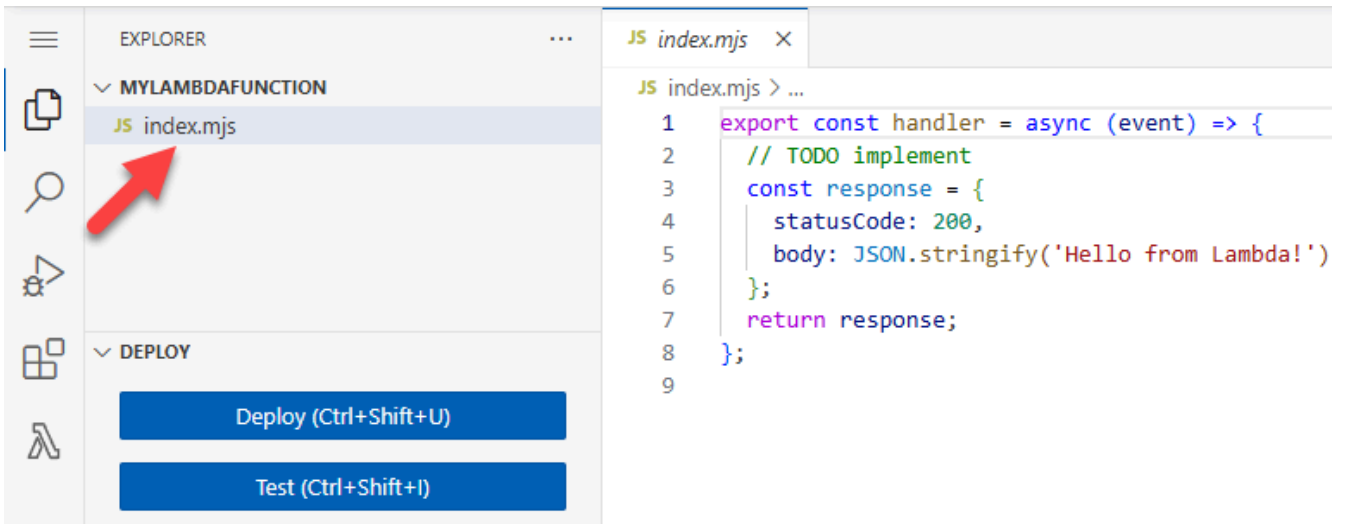 EXPLORER ...
MYLAMBDAFUNCTION
JS index.mjs
DEPLOY
Deploy (Ctrl+Shift+U)
Test (Ctrl+Shift+I)
JS index.mjs ×
JS index.mjs > ...
1 export const handler = async (event) => {
2 // TODO implement
3 const response = {
4 statusCode: 200,
5 body: JSON.stringify('Hello from Lambda!')
6 };
7 return response;
8 };
9